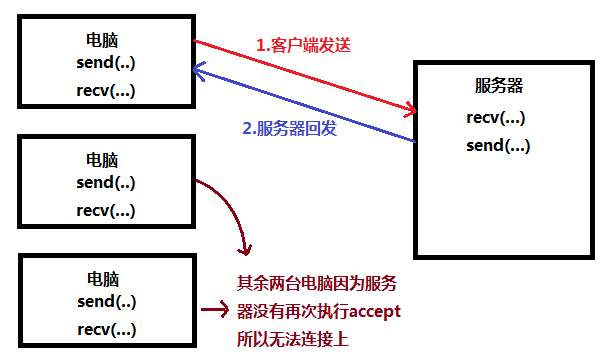 电脑
send(..)
recv(...)
1.客户端发送
2.服务器回发
服务器
recv(...)
send(...)
电脑
send(..)
recv(...)
电脑
send(..)
recv(...)
其余两台电脑因为服务
器没有再次执行accept
所以无法连接上